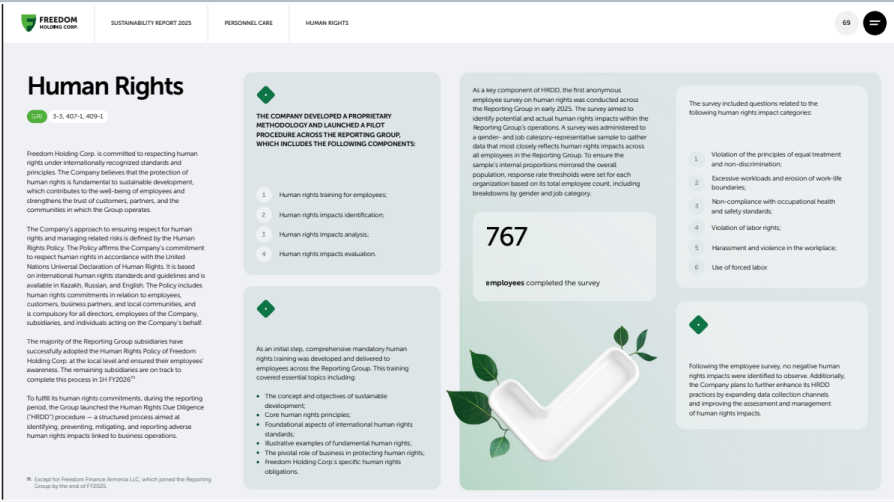 FREEDOM
HOLDING CORP.
SUSTAINABILITY REPORT 2025
PERSONNEL CARE
HUMAN RIGHTS
69
Human Rights
GRI 3-3, 407-1, 409-1
Freedom Holding Corp. is committed to respecting human
rights under internationally recognized standards and
principles. The Company believes that the protection of
human rights is fundamental to sustainable development,
which contributes to the well-being of employees and
strengthens the trust of customers, partners, and the
communities in which the Group operates.
The Company's approach to ensuring respect for human
rights and managing related risks is defined by the Human
Rights Policy. The Policy affirms the Company's commitment
to respect human rights in accordance with the United
Nations Universal Declaration of Human Rights. It is based
on international human rights standards and guidelines and is
available in Kazakh, Russian, and English. The Policy includes
human rights commitments in relation to employees,
customers, business partners, and local communities, and
is compulsory for all directors, employees of the Company,
subsidiaries, and individuals acting on the Company's behalf.
The majority of the Reporting Group subsidiaries have
successfully adopted the Human Rights Policy of Freedom
Holding Corp. at the local level and ensured their employees'
awareness. The remaining subsidiaries are on track to
complete this process in 1H FY2026⁷¹.
To fulfill its human rights commitments, during the reporting
period, the Group launched the Human Rights Due Diligence
("HRDD") procedure — a structured process aimed at
identifying, preventing, mitigating, and reporting adverse
human rights impacts linked to business operations.
⁷¹ Except for Freedom Finance Armenia LLC, which joined the Reporting
Group by the end of FY2025.
THE COMPANY DEVELOPED A PROPRIETARY
METHODOLOGY AND LAUNCHED A PILOT
PROCEDURE ACROSS THE REPORTING GROUP,
WHICH INCLUDES THE FOLLOWING COMPONENTS:
1 Human rights training for employees;
2 Human rights impacts identification;
3 Human rights impacts analysis;
4 Human rights impacts evaluation.
As an initial step, comprehensive mandatory human
rights training was developed and delivered to
employees across the Reporting Group. This training
covered essential topics including:
• The concept and objectives of sustainable
development;
• Core human rights principles;
• Foundational aspects of international human rights
standards;
• Illustrative examples of fundamental human rights;
• The pivotal role of business in protecting human rights;
• Freedom Holding Corp's specific human rights
obligations.
As a key component of HRDD, the first anonymous
employee survey on human rights was conducted across
the Reporting Group in early 2025. The survey aimed to
identify potential and actual human rights impacts within the
Reporting Group's operations. A survey was administered to
a gender- and job category-representative sample to gather
data that most closely reflects human rights impacts across
all employees in the Reporting Group. To ensure the
sample's internal proportions mirrored the overall
population, response rate thresholds were set for each
organization based on its total employee count, including
breakdowns by gender and job category.
767
employees completed the survey
The survey included questions related to the
following human rights impact categories:
1 Violation of the principles of equal treatment
and non-discrimination;
2 Excessive workloads and erosion of work-life
boundaries;
3 Non-compliance with occupational health
and safety standards;
4 Violation of labor rights;
5 Harassment and violence in the workplace;
6 Use of forced labor.
Following the employee survey, no negative human
rights impacts were identified to observe. Additionally,
the Company plans to further enhance its HRDD
practices by expanding data collection channels
and improving the assessment and management
of human rights impacts.